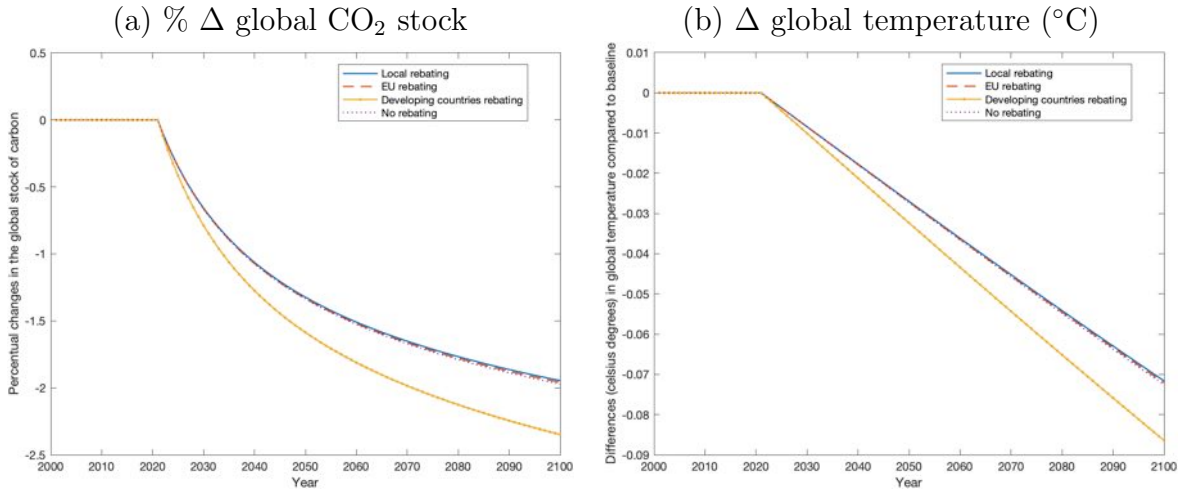 (a) % Δ global CO₂ stock
Percentual changes in the global stock of carbon
0.5
0
-0.5
-1
-1.5
-2
-2.5
Local rebating
EU rebating
Developing countries rebating
No rebating
2000 2010 2020 2030 2040 2050 2060 2070 2080 2090 2100
Year
(b) Δ global temperature (°C)
Differences (celsius degrees) in global temperature compared to baseline
0.01
0
-0.01
-0.02
-0.03
-0.04
-0.05
-0.06
-0.07
-0.08
-0.09
Local rebating
EU rebating
Developing countries rebating
No rebating
2000 2010 2020 2030 2040 2050 2060 2070 2080 2090 2100
Year